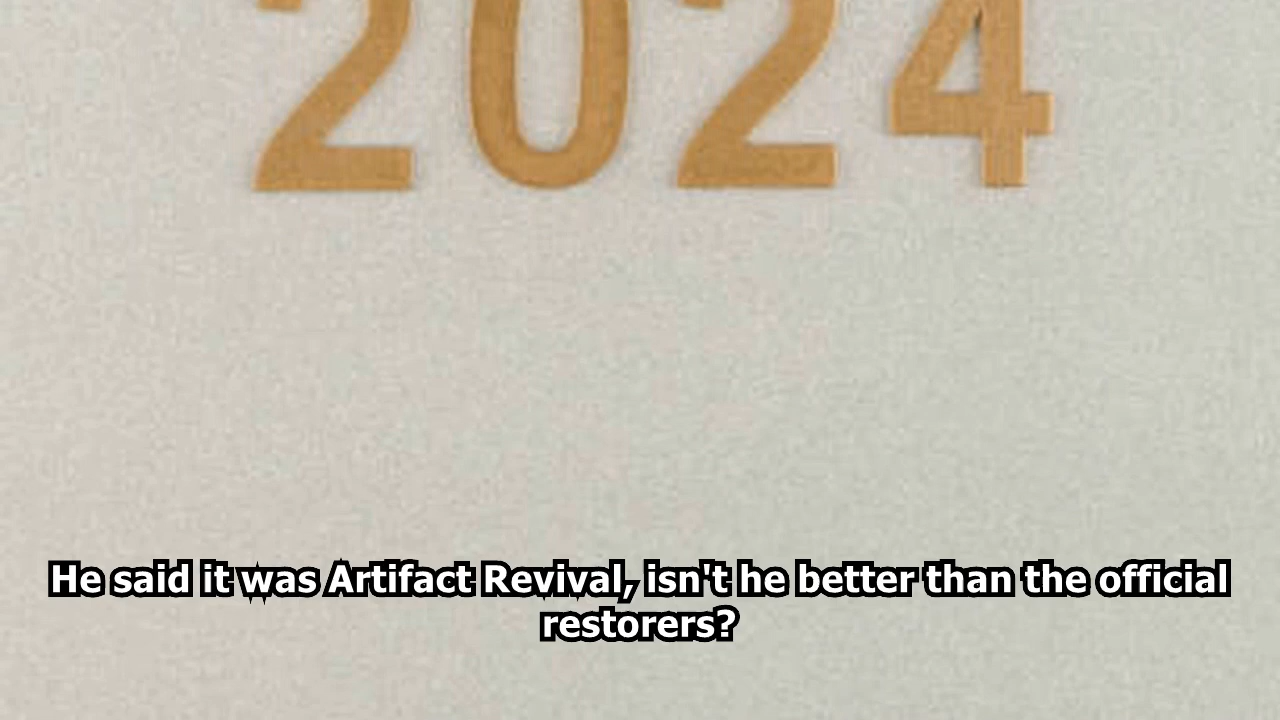 2024
He said it was Artifact Revival, isn't he better than the official
restorers?